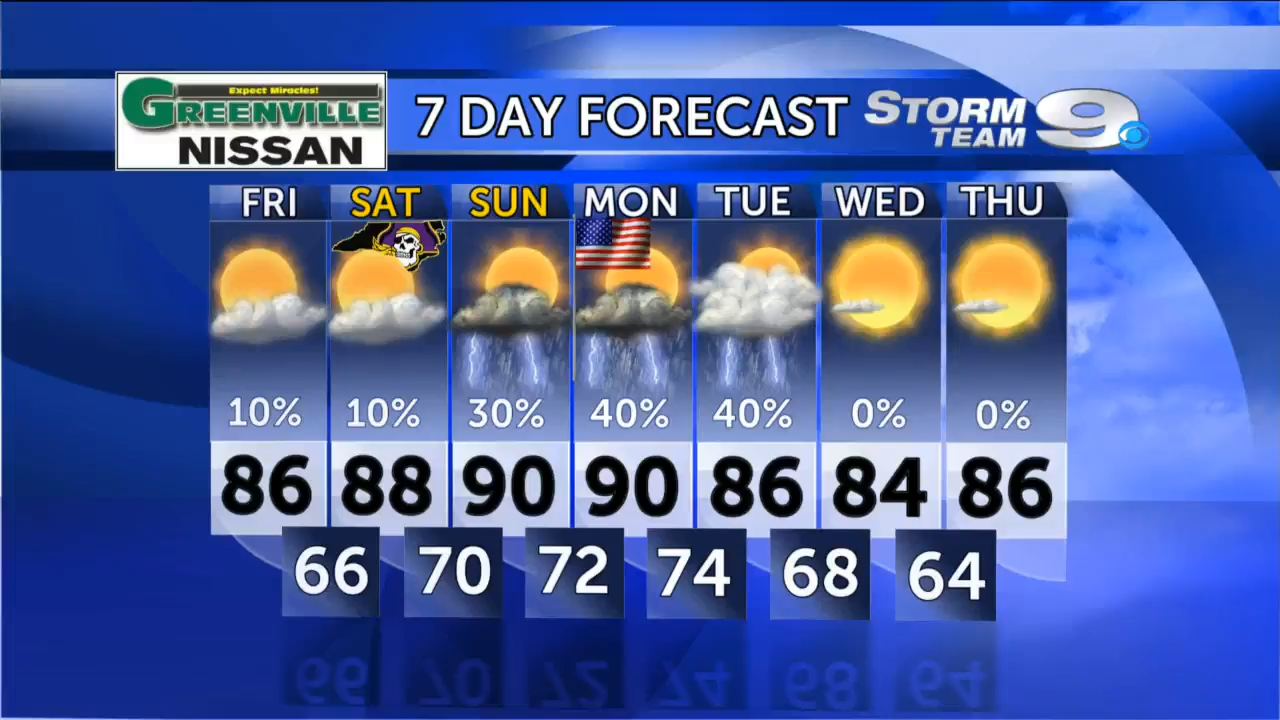 Expect Miracles!
GREENVILLE
NISSAN
7 DAY FORECAST
STORM
TEAM
9
FRI SAT SUN MON TUE WED THU
10% 10% 30% 40% 40% 0% 0%
86 88 90 90 86 84 86
66 70 72 74 68 64